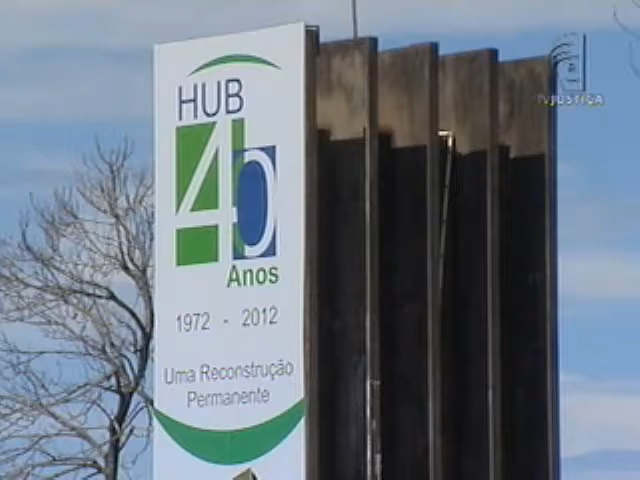 HUB
40
Anos
1972 - 2012
Uma Reconstrução
Permanente
TV JUSTIÇA